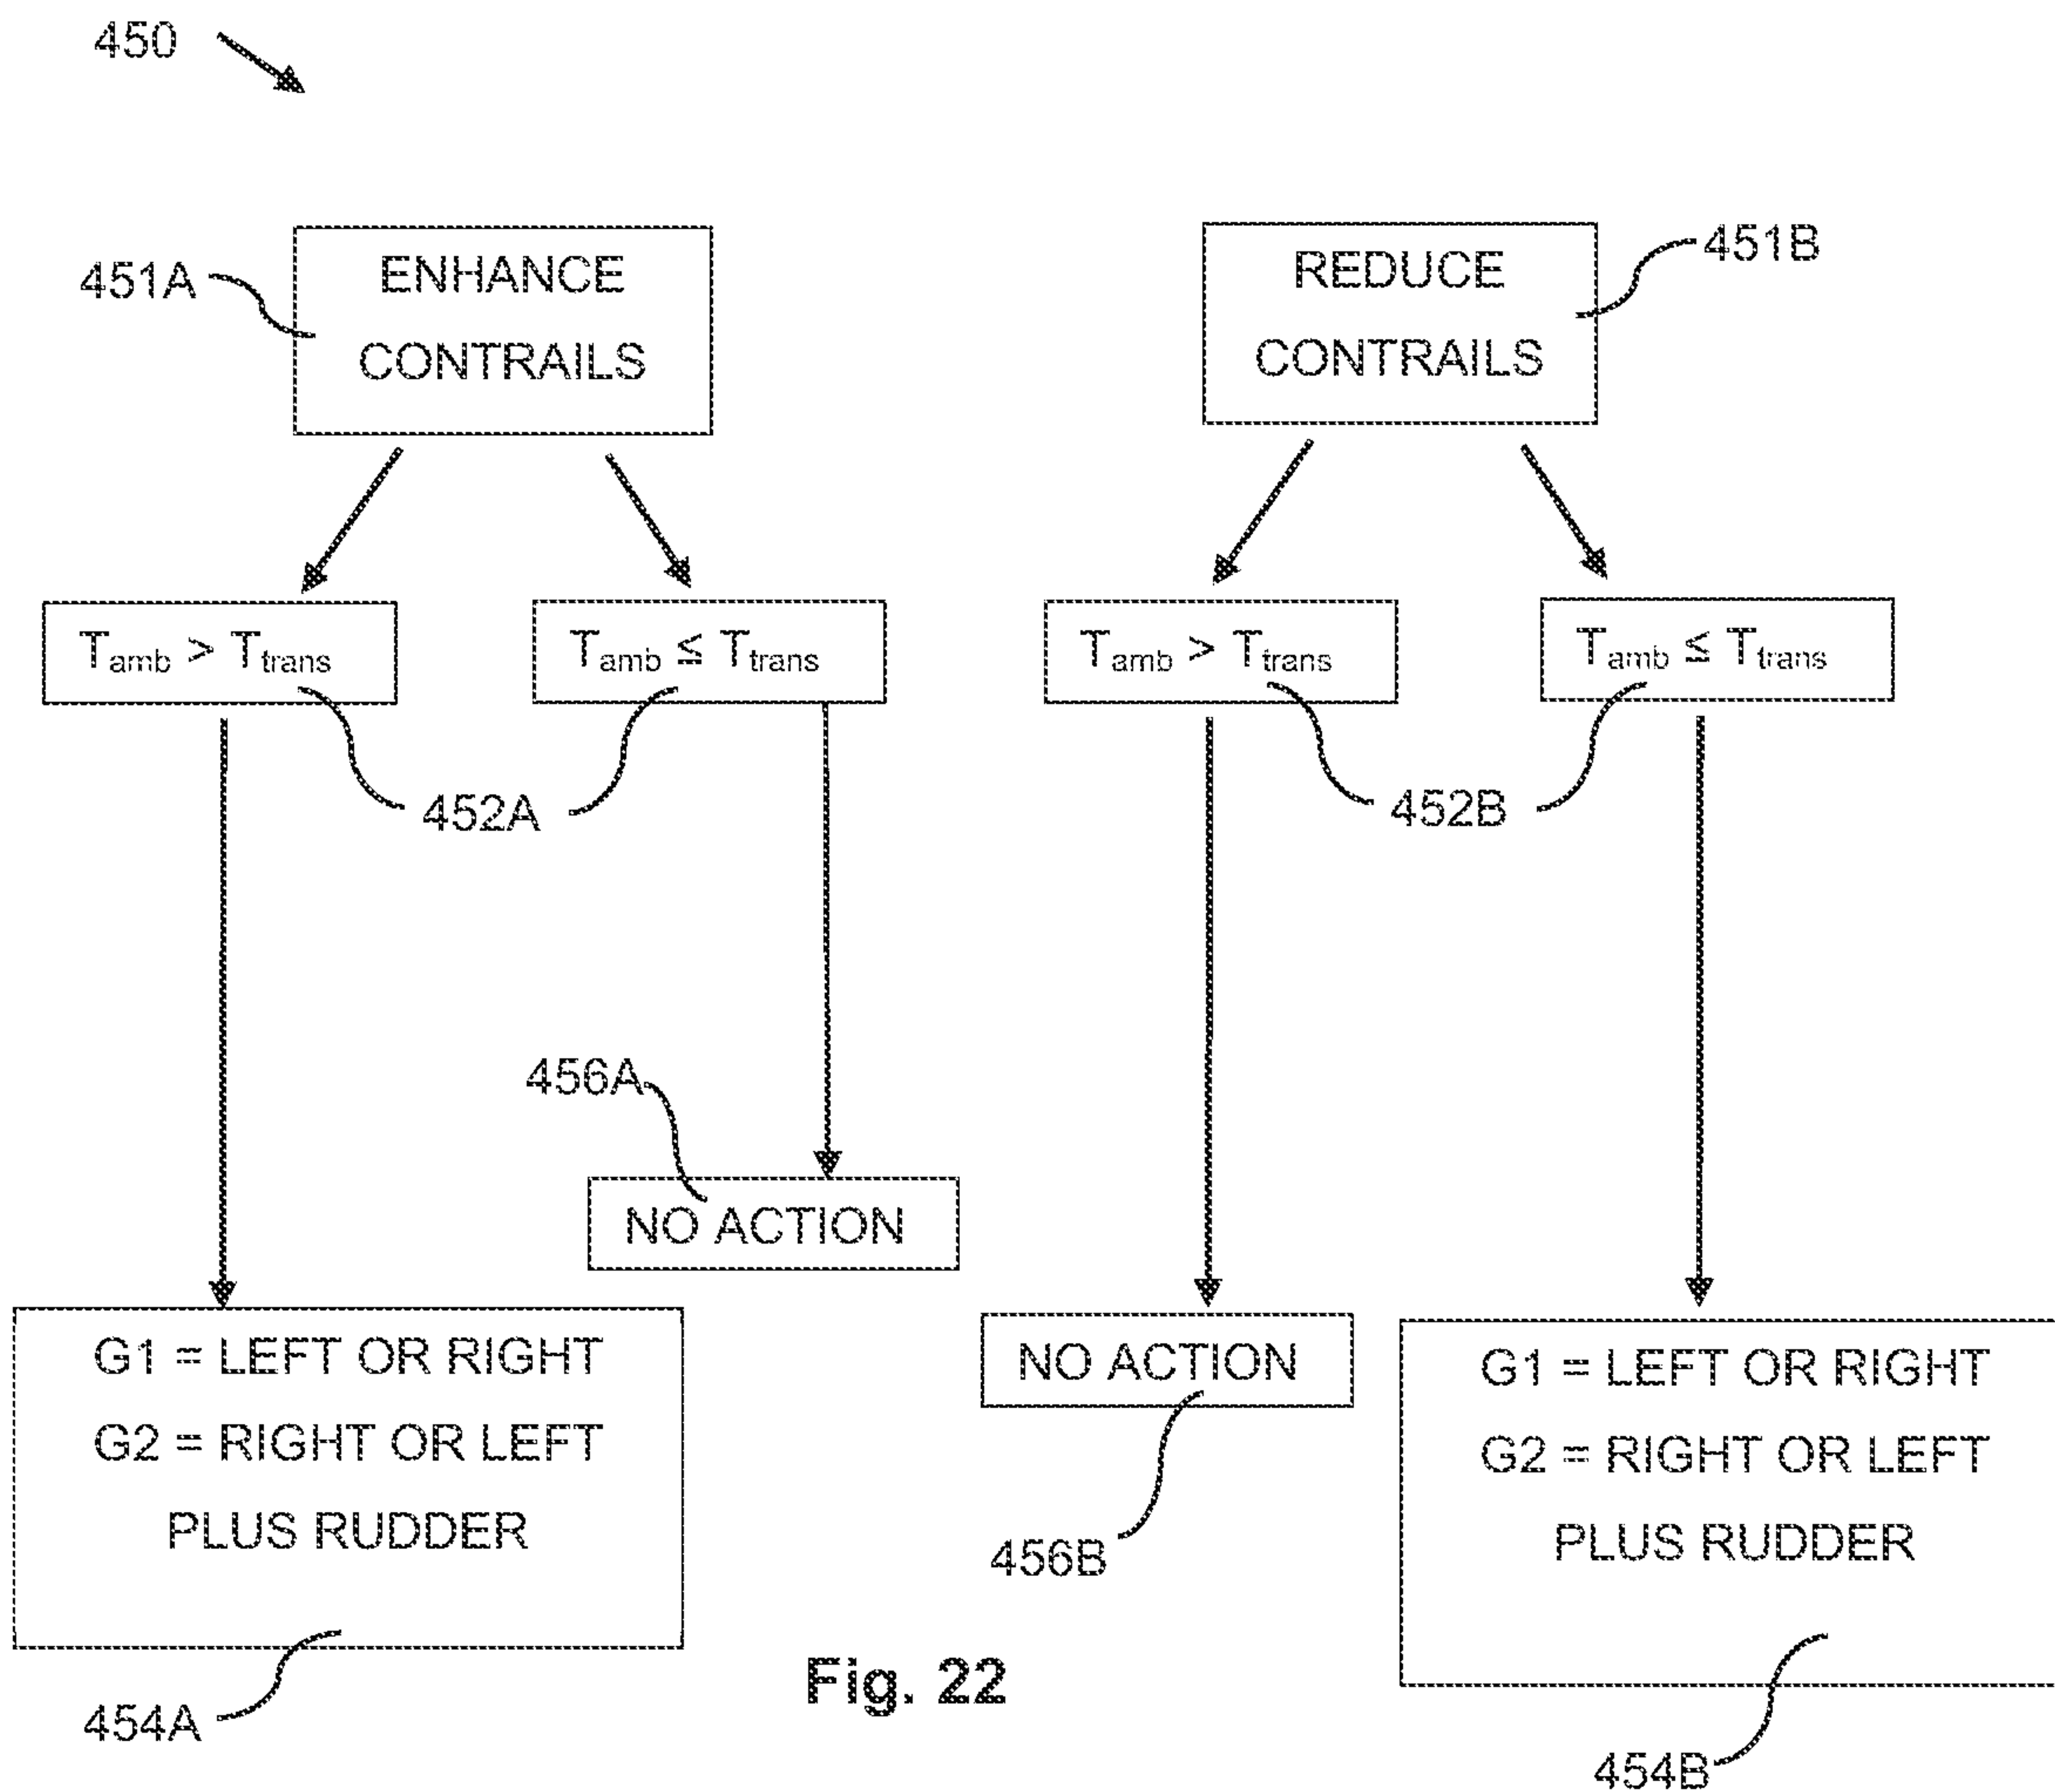 450
451A
ENHANCE
CONTRAILS
REDUCE
CONTRAILS
451B
Tamb > Ttrans
Tamb ≤ Ttrans
Tamb > Ttrans
Tamb ≤ Ttrans
452A
452B
456A
NO ACTION
G1 = LEFT OR RIGHT
G2 = RIGHT OR LEFT
PLUS RUDDER
NO ACTION
G1 = LEFT OR RIGHT
G2 = RIGHT OR LEFT
PLUS RUDDER
456B
454A
Fig. 22
454B